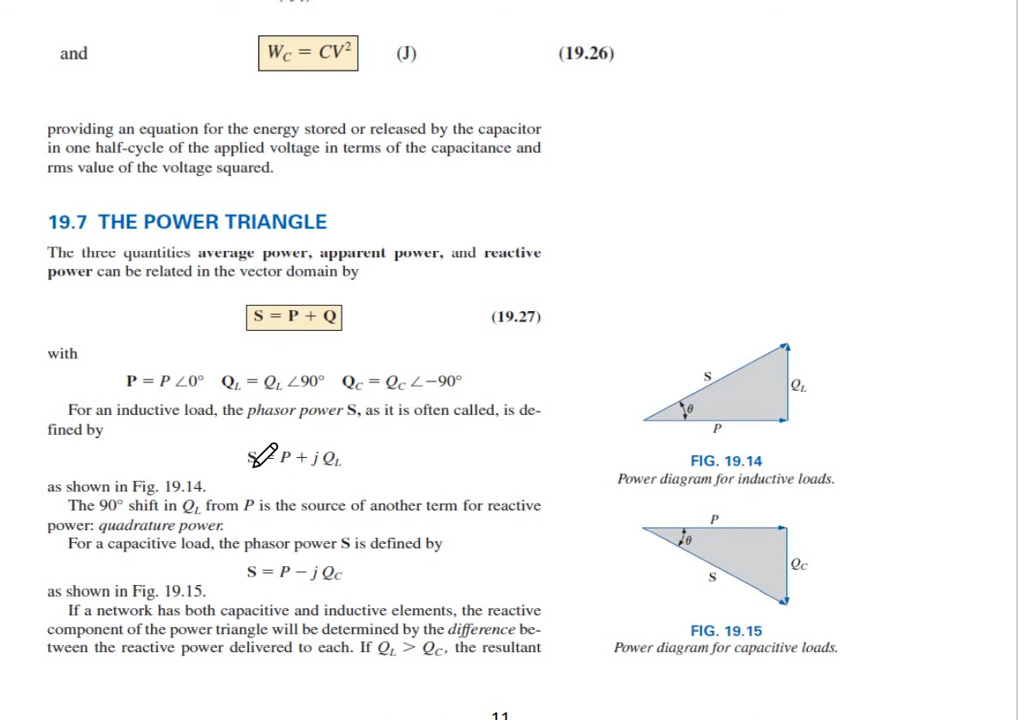 and
W_C = CV² (J) (19.26)
providing an equation for the energy stored or released by the capacitor
in one half-cycle of the applied voltage in terms of the capacitance and
rms value of the voltage squared.
19.7 THE POWER TRIANGLE
The three quantities average power, apparent power, and reactive
power can be related in the vector domain by
S = P + Q (19.27)
with
P = P ∠0° Q_L = Q_L ∠90° Q_C = Q_C ∠−90°
For an inductive load, the phasor power S, as it is often called, is de-
fined by
P + j Q_L
as shown in Fig. 19.14.
The 90° shift in Q_L from P is the source of another term for reactive
power: quadrature power.
For a capacitive load, the phasor power S is defined by
S = P − j Q_C
as shown in Fig. 19.15.
If a network has both capacitive and inductive elements, the reactive
component of the power triangle will be determined by the difference be-
tween the reactive power delivered to each. If Q_L > Q_C, the resultant
S
Q_L
θ
P
FIG. 19.14
Power diagram for inductive loads.
P
θ
Q_C
S
FIG. 19.15
Power diagram for capacitive loads.